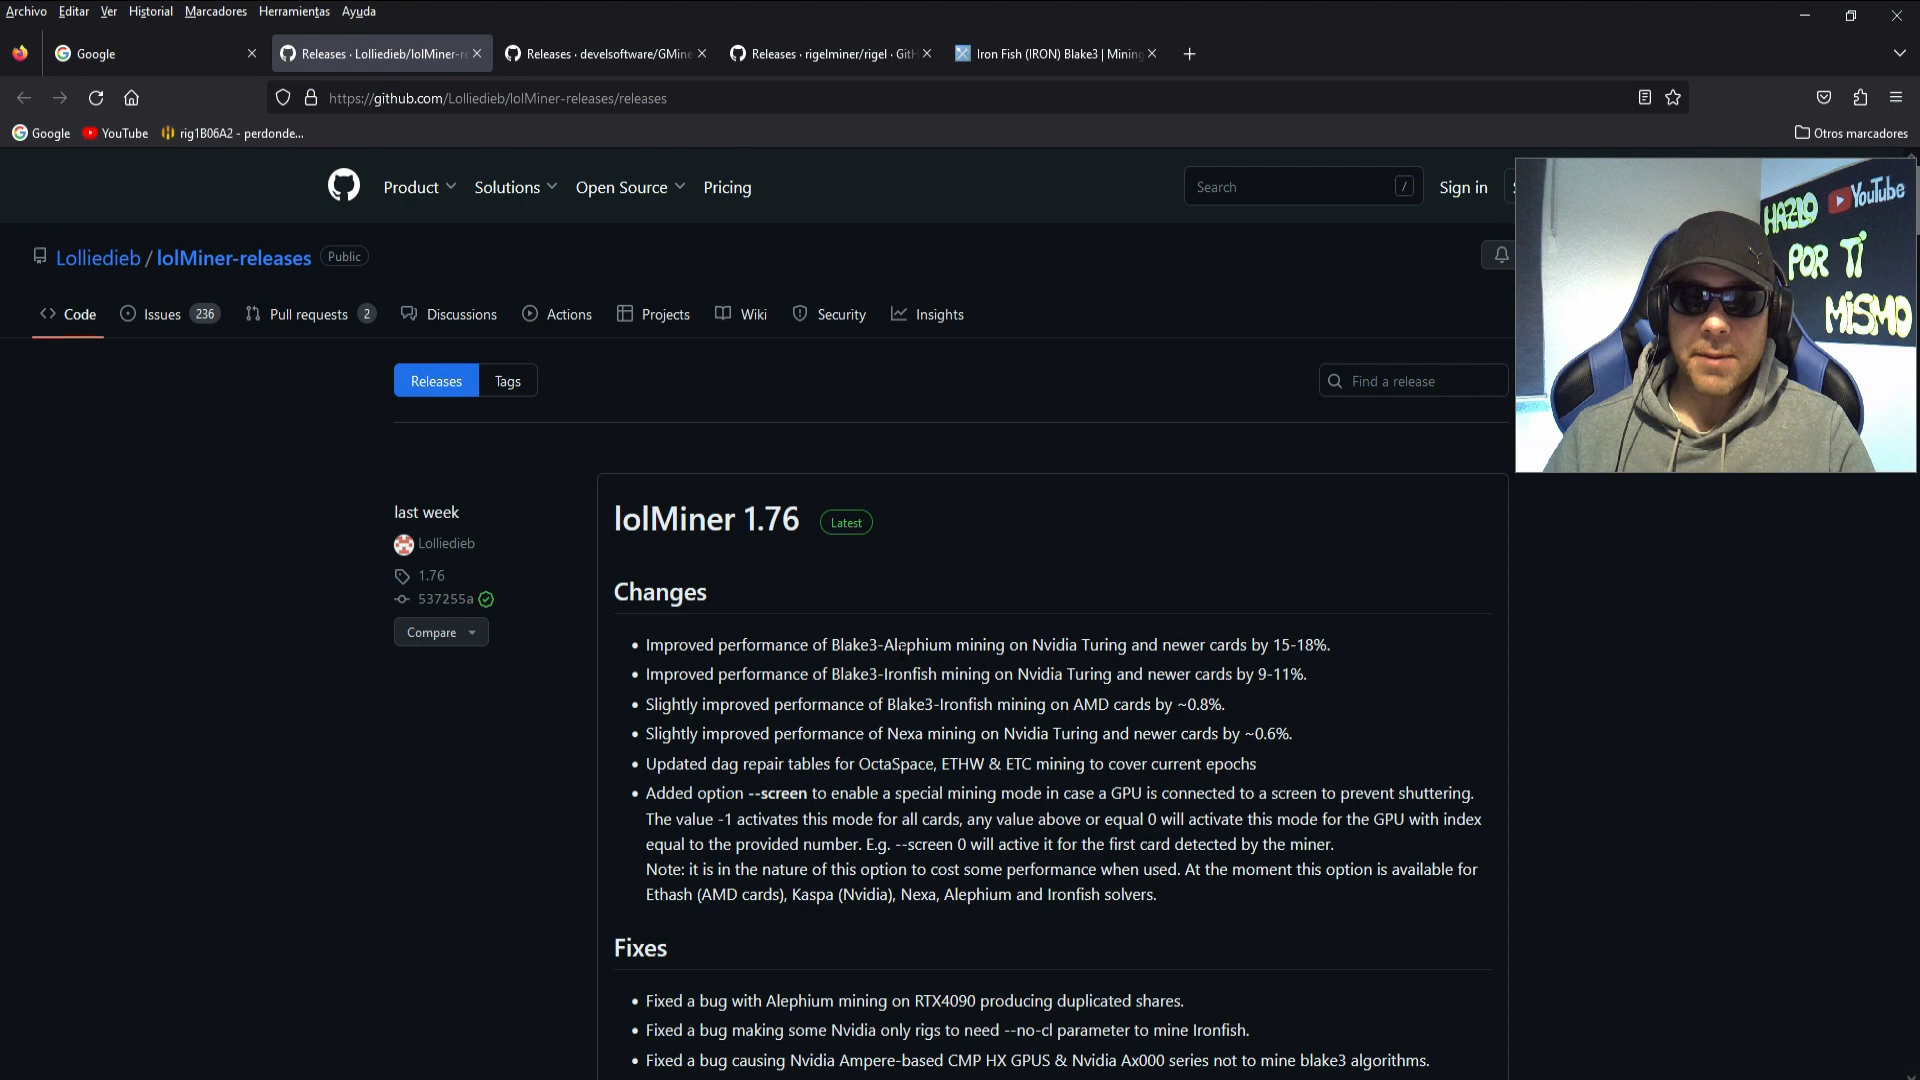 Archivo Editar Ver Historial Marcadores Herramientas Ayuda
Google
Releases · Lolliedieb/lolMiner-re
Releases · develsoftware/GMine
Releases · rigelminer/rigel · GitH
Iron Fish (IRON) Blake3 | Mining
https://github.com/Lolliedieb/lolMiner-releases/releases
Google YouTube rig1B06A2 - perdonde... Otros marcadores
Product Solutions Open Source Pricing Search / Sign in
Lolliedieb / lolMiner-releases Public
Code Issues 236 Pull requests 2 Discussions Actions Projects Wiki Security Insights
YouTube
HAZLO
POR TI
MISMO
Releases Tags Find a release
last week
Lolliedieb
1.76
537255a
Compare
lolMiner 1.76 Latest
Changes
• Improved performance of Blake3-Alephium mining on Nvidia Turing and newer cards by 15-18%.
• Improved performance of Blake3-Ironfish mining on Nvidia Turing and newer cards by 9-11%.
• Slightly improved performance of Blake3-Ironfish mining on AMD cards by ~0.8%.
• Slightly improved performance of Nexa mining on Nvidia Turing and newer cards by ~0.6%.
• Updated dag repair tables for OctaSpace, ETHW & ETC mining to cover current epochs
• Added option --screen to enable a special mining mode in case a GPU is connected to a screen to prevent shuttering.
The value -1 activates this mode for all cards, any value above or equal 0 will activate this mode for the GPU with index
equal to the provided number. E.g. --screen 0 will active it for the first card detected by the miner.
Note: it is in the nature of this option to cost some performance when used. At the moment this option is available for
Ethash (AMD cards), Kaspa (Nvidia), Nexa, Alephium and Ironfish solvers.
Fixes
• Fixed a bug with Alephium mining on RTX4090 producing duplicated shares.
• Fixed a bug making some Nvidia only rigs to need --no-cl parameter to mine Ironfish.
• Fixed a bug causing Nvidia Ampere-based CMP HX GPUS & Nvidia Ax000 series not to mine blake3 algorithms.